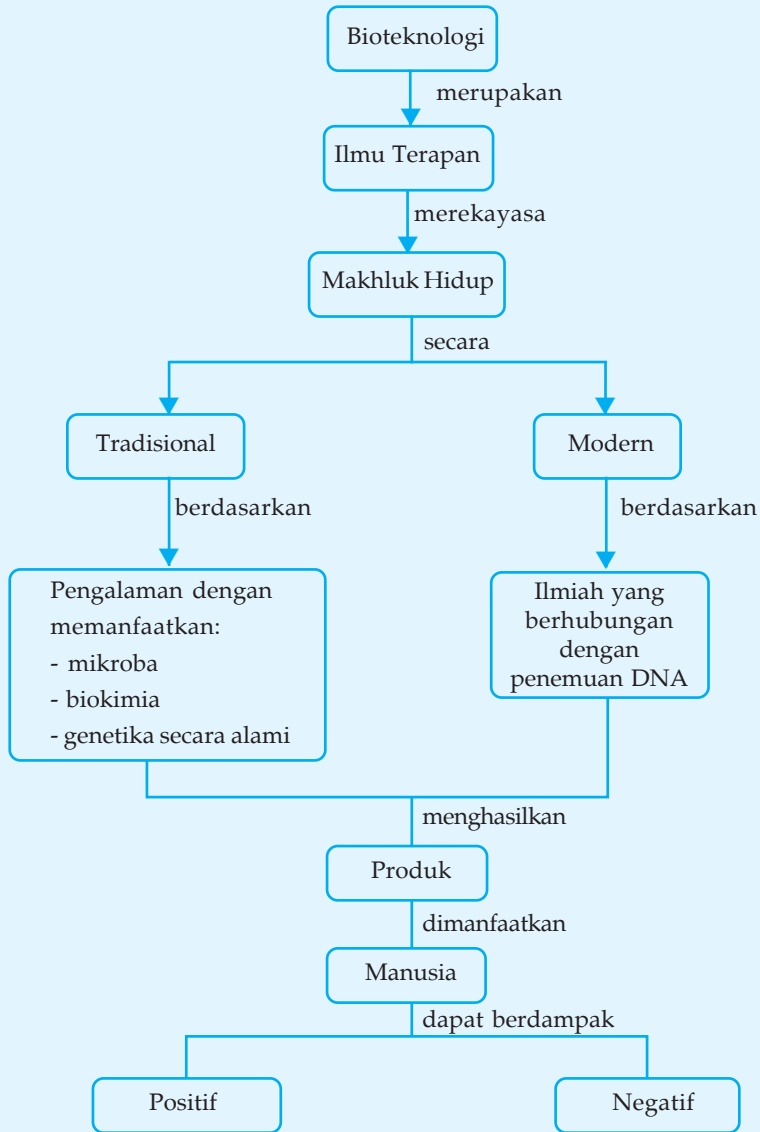 Bioteknologi
merupakan
Ilmu Terapan
merekayasa
Makhluk Hidup
secara
Tradisional
Modern
berdasarkan
berdasarkan
Pengalaman dengan
memanfaatkan:
- mikroba
- biokimia
- genetika secara alami
Ilmiah yang
berhubungan
dengan
penemuan DNA
menghasilkan
Produk
dimanfaatkan
Manusia
dapat berdampak
Positif
Negatif